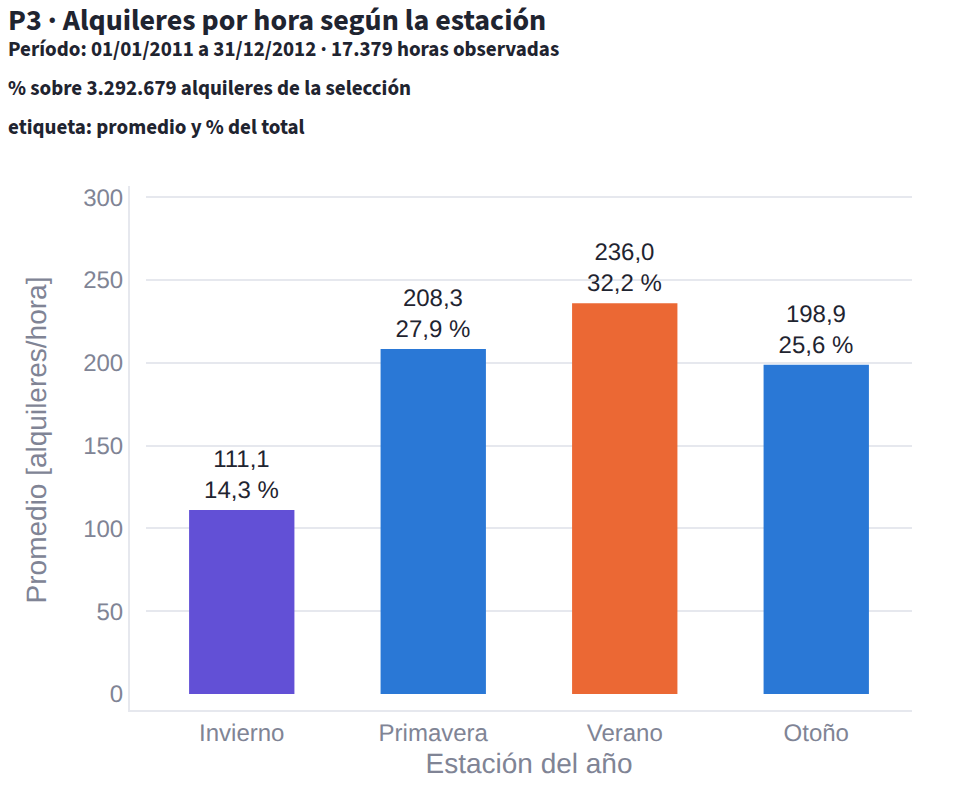 P3 · Alquileres por hora según la estación
Período: 01/01/2011 a 31/12/2012 · 17.379 horas observadas
% sobre 3.292.679 alquileres de la selección
etiqueta: promedio y % del total
300
250
200
150
100
50
0
Promedio [alquileres/hora]
111,1
14,3 %
208,3
27,9 %
236,0
32,2 %
198,9
25,6 %
Invierno
Primavera
Verano
Otoño
Estación del año